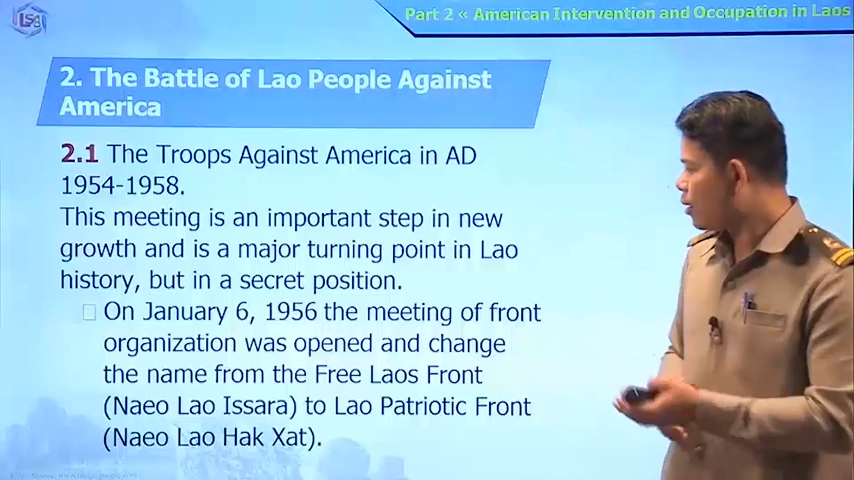 LSB
Part 2 « American Intervention and Occupation in Laos
2. The Battle of Lao People Against
America
2.1 The Troops Against America in AD
1954-1958.
This meeting is an important step in new
growth and is a major turning point in Lao
history, but in a secret position.
On January 6, 1956 the meeting of front
organization was opened and change
the name from the Free Laos Front
(Naeo Lao Issara) to Lao Patriotic Front
(Naeo Lao Hak Xat).